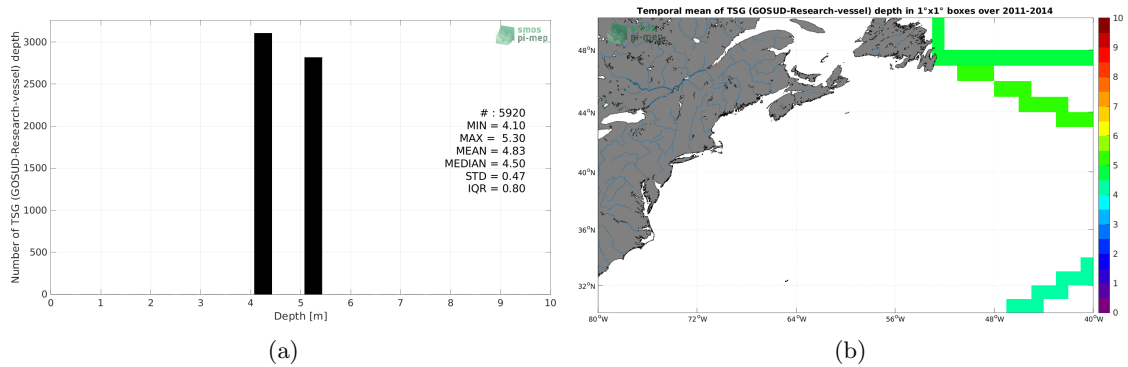 3000
2500
2000
1500
1000
500
0
0 1 2 3 4 5 6 7 8 9 10
Number of TSG (GOSUD-Research-vessel) depth
Depth [m]
smos
pi-mep
# : 5920
MIN = 4.10
MAX = 5.30
MEAN = 4.83
MEDIAN = 4.50
STD = 0.47
IQR = 0.80
(a)
Temporal mean of TSG (GOSUD-Research-vessel) depth in 1°x1° boxes over 2011-2014
smos
pi-mep
48°N
44°N
40°N
36°N
32°N
80°W 72°W 64°W 56°W 48°W 40°W
10
9
8
7
6
5
4
3
2
1
0
(b)